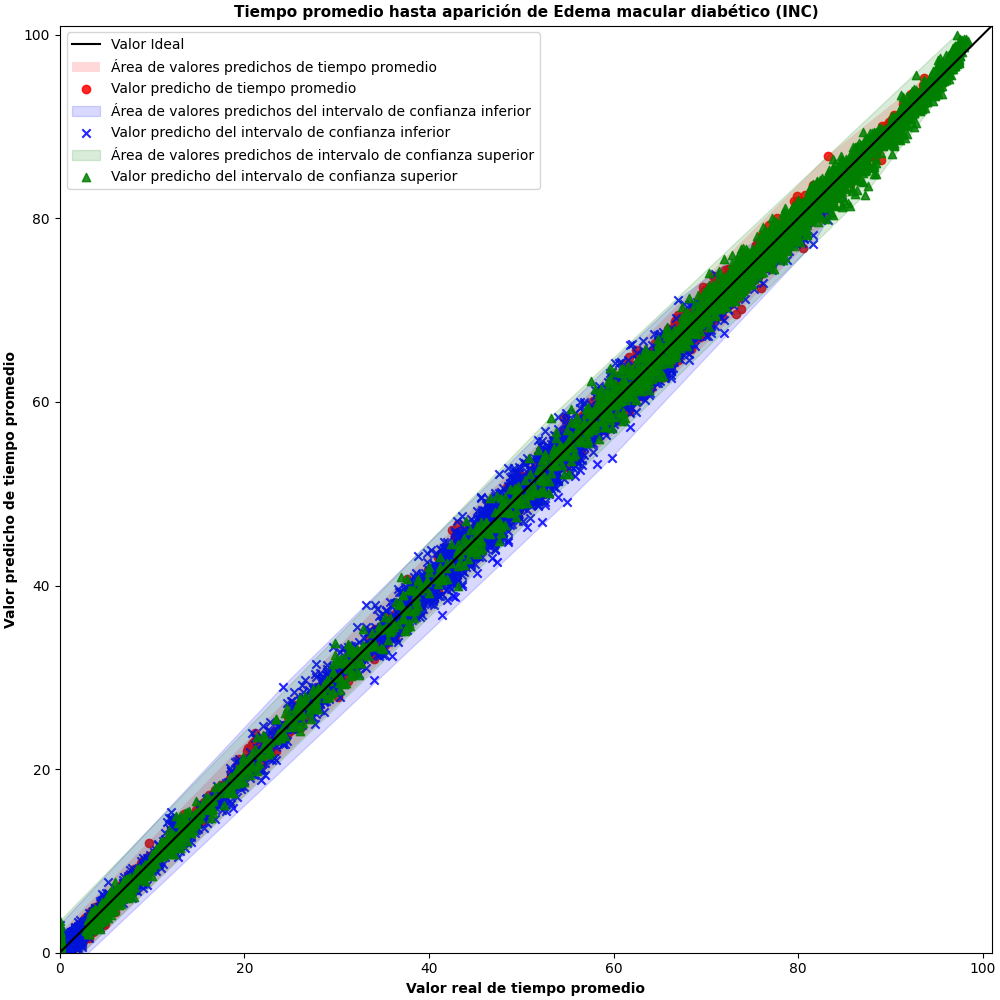 Tiempo promedio hasta aparición de Edema macular diabético (INC)
Valor Ideal
Área de valores predichos de tiempo promedio
Valor predicho de tiempo promedio
Área de valores predichos del intervalo de confianza inferior
Valor predicho del intervalo de confianza inferior
Área de valores predichos de intervalo de confianza superior
Valor predicho del intervalo de confianza superior
Valor predicho de tiempo promedio
100
80
60
40
20
0
0 20 40 60 80 100
Valor real de tiempo promedio